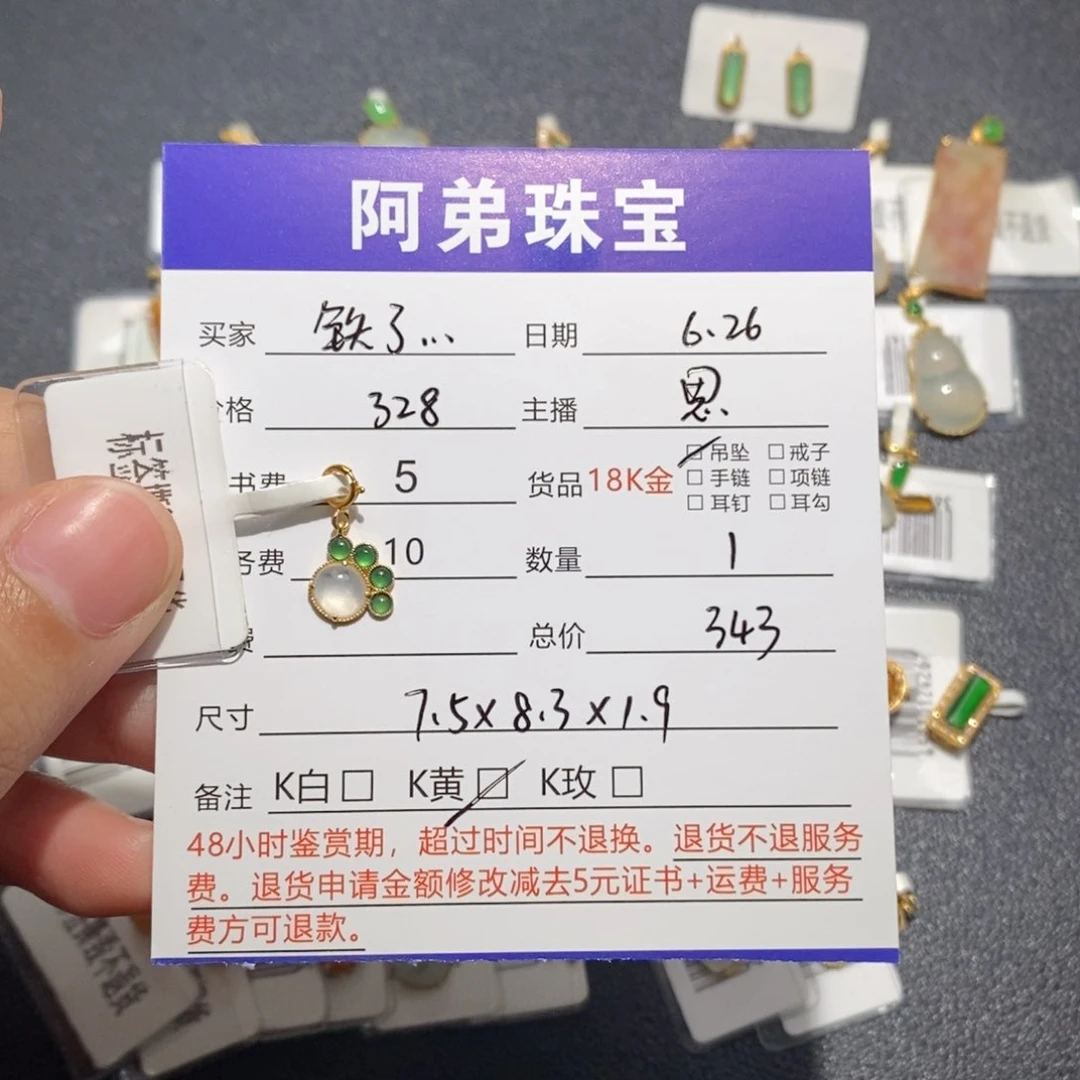 阿弟珠宝
买家 铁了... 日期 6.26
格 328 主播 思
书费 5 货品 18K金 吊坠 戒子
手链 项链
耳钉 耳勾
务费 10 数量 1
费 总价 343
尺寸 7.5x8.3x1.9
备注 K白 K黄 K玫
48小时鉴赏期，超过时间不退换。退货不退服务
费。退货申请金额修改减去5元证书+运费+服务
费方可退款。